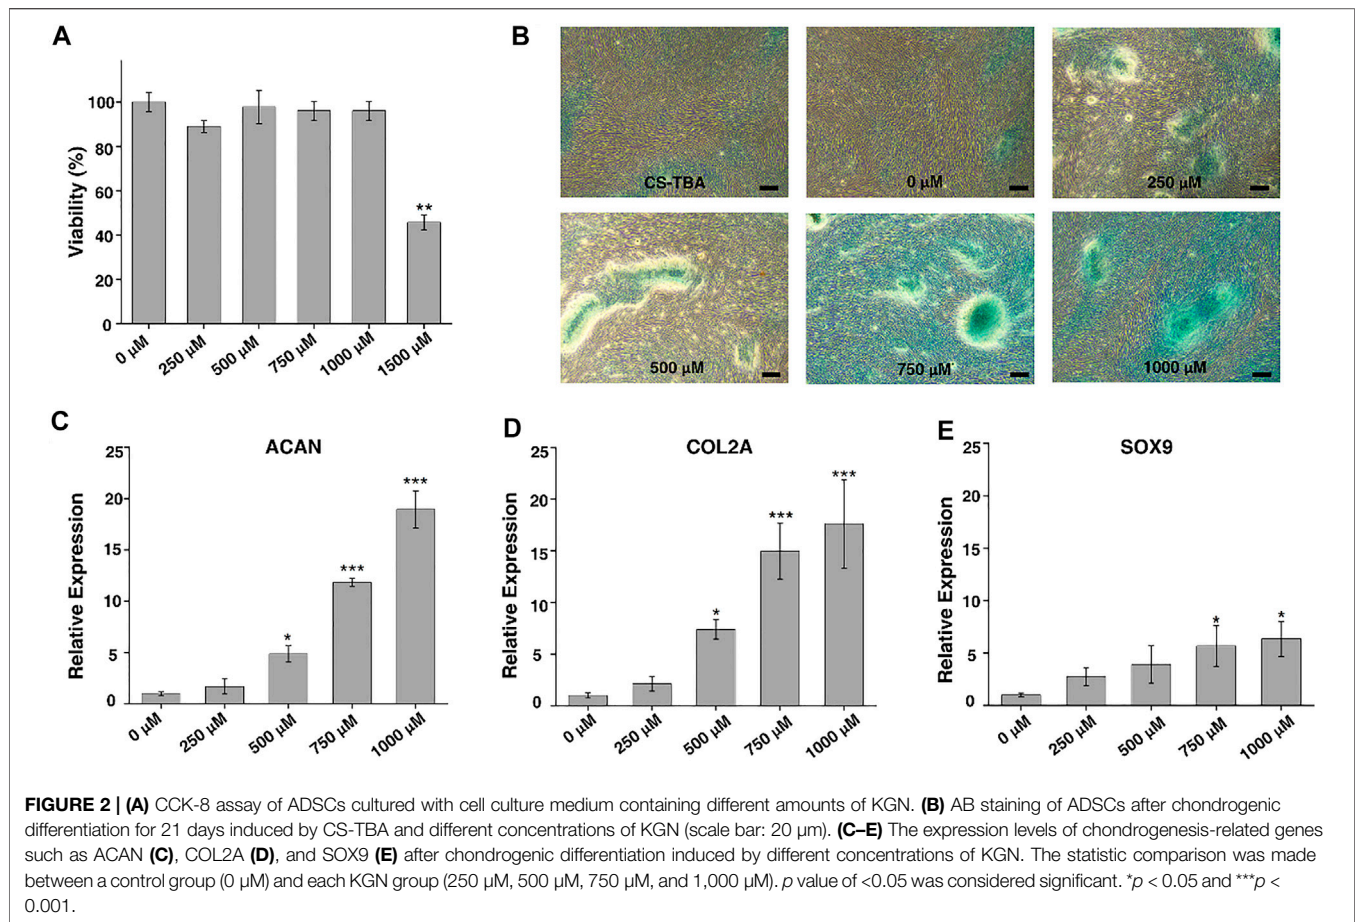 A
B
Viability (%)
100
80
60
40
20
0
0 µM
250 µM
500 µM
750 µM
1000 µM
1500 µM
**
CS-TBA
0 µM
250 µM
500 µM
750 µM
1000 µM
C
ACAN
Relative Expression
25
20
15
10
5
0
*
***
***
0 µM
250 µM
500 µM
750 µM
1000 µM
D
COL2A
Relative Expression
25
20
15
10
5
0
*
***
***
0 µM
250 µM
500 µM
750 µM
1000 µM
E
SOX9
Relative Expression
25
20
15
10
5
0
*
*
0 µM
250 µM
500 µM
750 µM
1000 µM
FIGURE 2 | (A) CCK-8 assay of ADSCs cultured with cell culture medium containing different amounts of KGN. (B) AB staining of ADSCs after chondrogenic
differentiation for 21 days induced by CS-TBA and different concentrations of KGN (scale bar: 20 µm). (C–E) The expression levels of chondrogenesis-related genes
such as ACAN (C), COL2A (D), and SOX9 (E) after chondrogenic differentiation induced by different concentrations of KGN. The statistic comparison was made
between a control group (0 µM) and each KGN group (250 µM, 500 µM, 750 µM, and 1,000 µM). p value of <0.05 was considered significant. *p < 0.05 and ***p <
0.001.